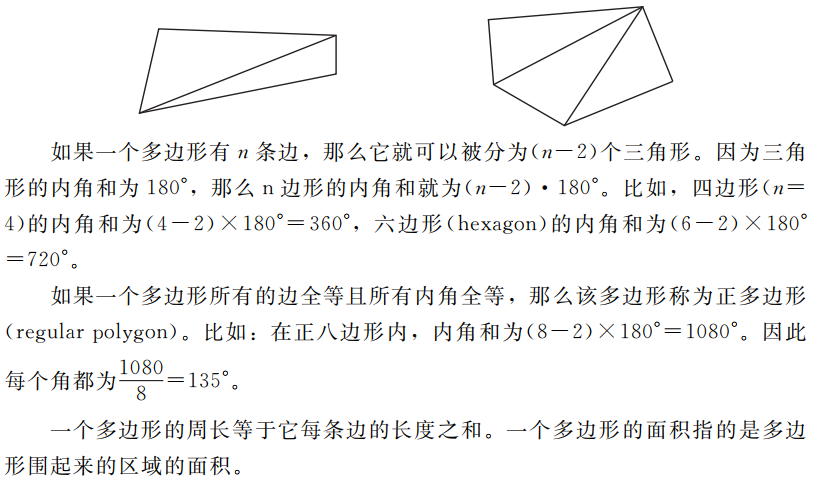 如果一个多边形有 n 条边，那么它就可以被分为(n－2)个三角形。因为三角
形的内角和为 180°，那么 n 边形的内角和就为(n－2)·180°。比如，四边形(n＝
4)的内角和为(4－2)×180°＝360°，六边形(hexagon)的内角和为(6－2)×180°
＝720°。
如果一个多边形所有的边全等且所有内角全等，那么该多边形称为正多边形
(regular polygon)。比如：在正八边形内，内角和为(8－2)×180°＝1080°。因此
每个角都为1080/8＝135°。
一个多边形的周长等于它每条边的长度之和。一个多边形的面积指的是多边
形围起来的区域的面积。